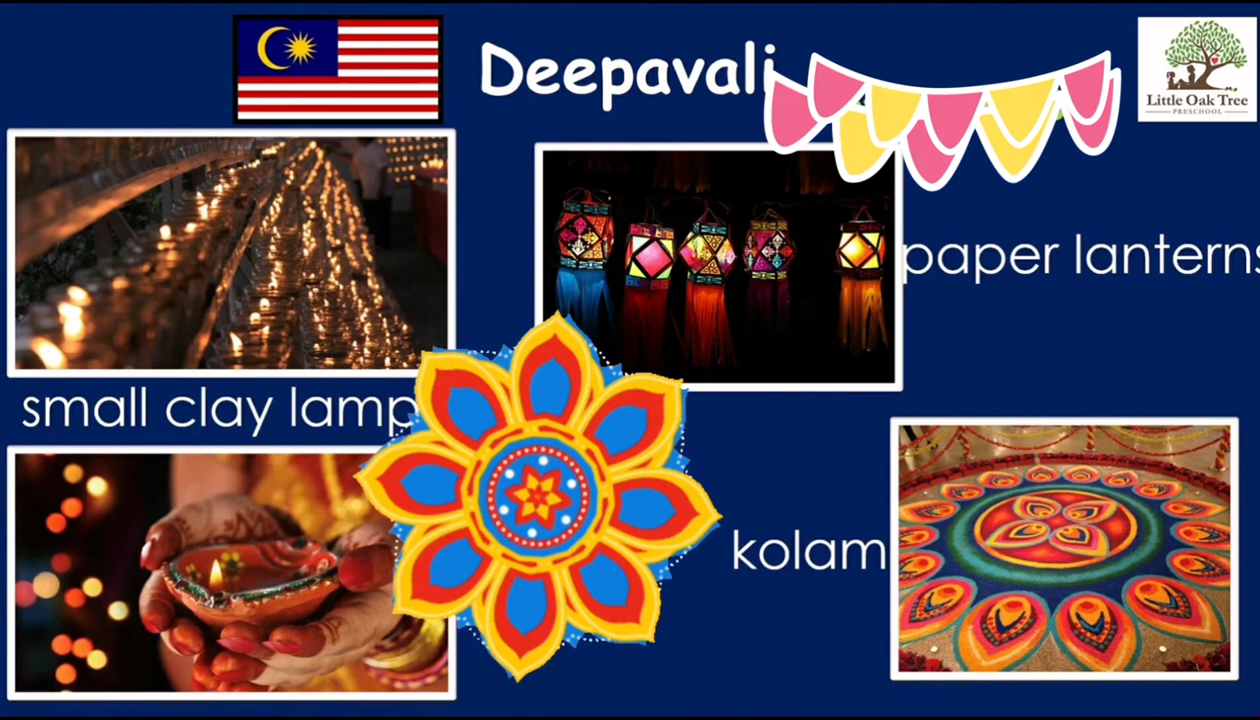 Deepavali
Little Oak Tree
PRESCHOOL
paper lanterns
small clay lamp
kolam